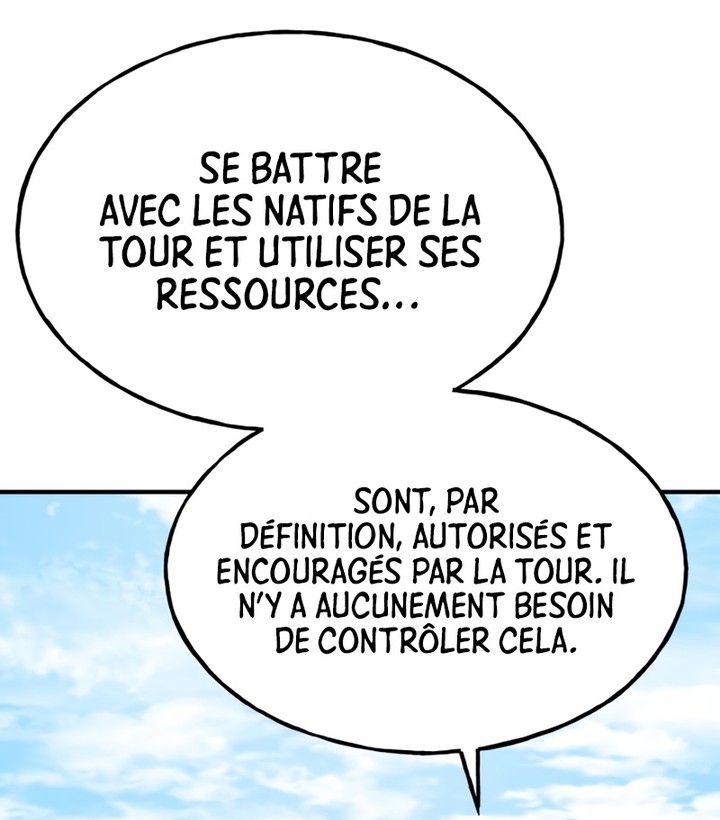 SE BATTRE
AVEC LES NATIFS DE LA
TOUR ET UTILISER SES
RESSOURCES...
SONT, PAR
DÉFINITION, AUTORISÉS ET
ENCOURAGÉS PAR LA TOUR. IL
N'Y A AUCUNEMENT BESOIN
DE CONTRÔLER CELA.